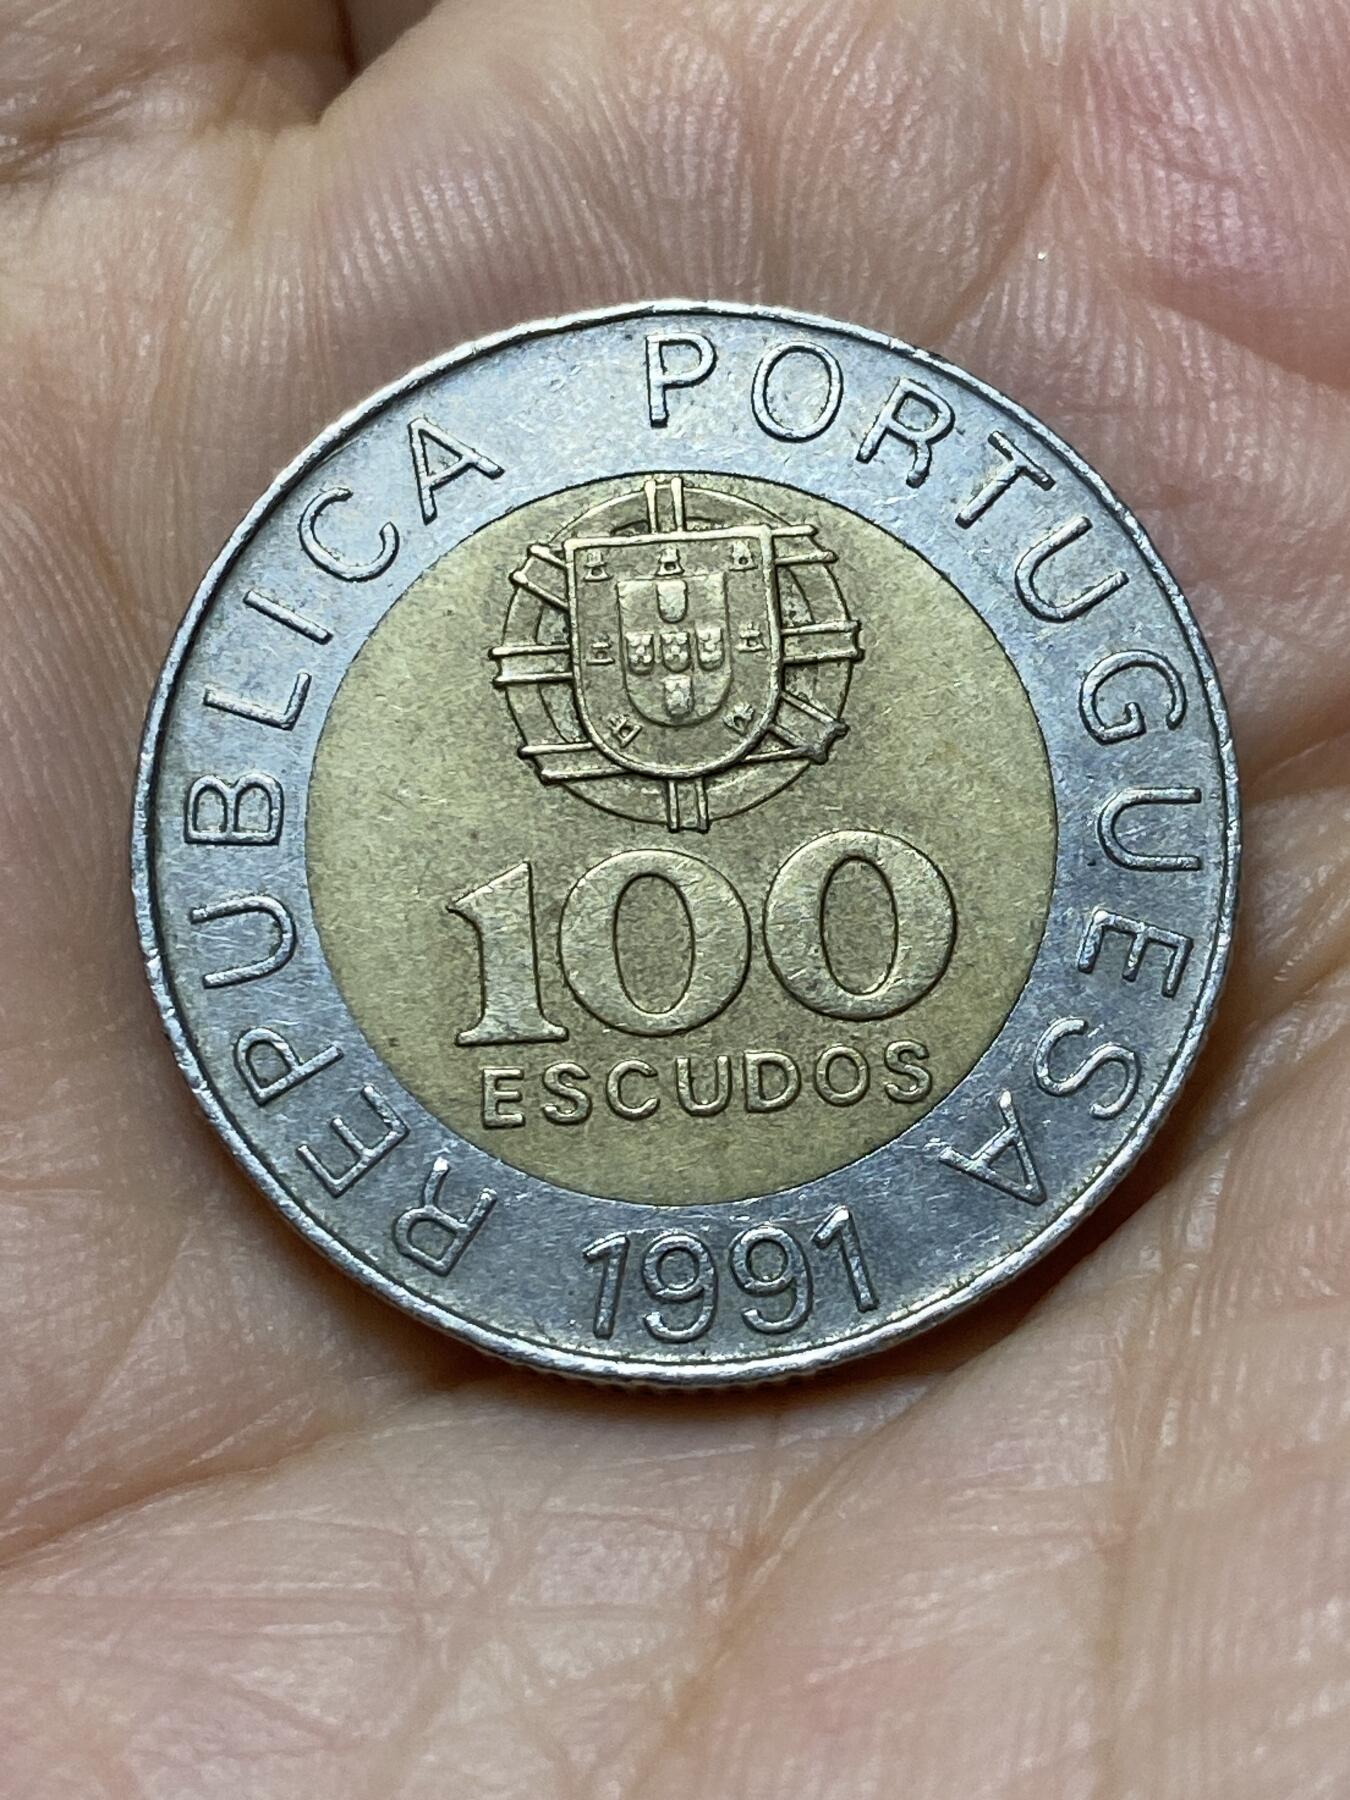 REPUBLICA PORTUGUESA
100
ESCUDOS
1991